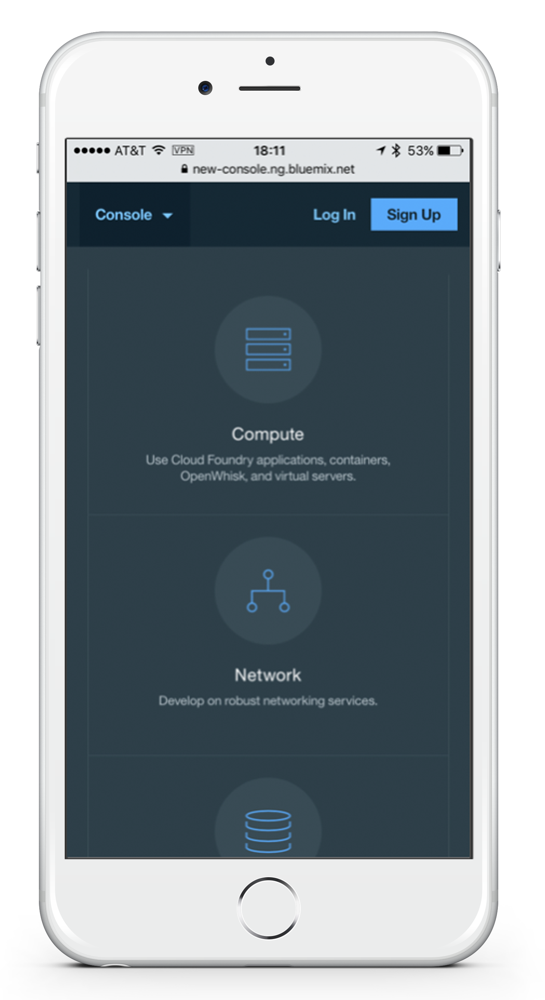 AT&T VPN 18:11 53%
new-console.ng.bluemix.net
Console Log In Sign Up
Compute
Use Cloud Foundry applications, containers,
OpenWhisk, and virtual servers.
Network
Develop on robust networking services.